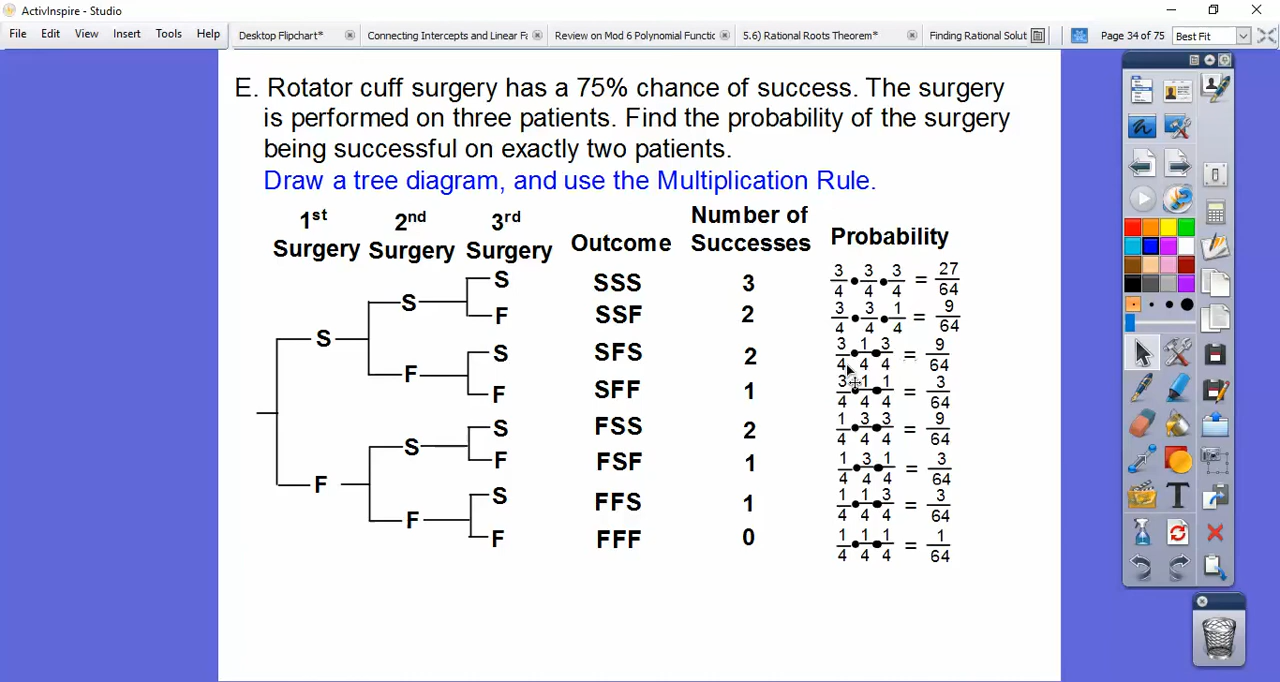 ActivInspire - Studio
File Edit View Insert Tools Help
Desktop Flipchart* Connecting Intercepts and Linear Fa Review on Mod 6 Polynomial Functic 5.6) Rational Roots Theorem* Finding Rational Solut Page 34 of 75 Best Fit
E. Rotator cuff surgery has a 75% chance of success. The surgery
is performed on three patients. Find the probability of the surgery
being successful on exactly two patients.
Draw a tree diagram, and use the Multiplication Rule.
1st Surgery 2nd Surgery 3rd Surgery Outcome Number of Successes Probability
S SSS 3 3/4 • 3/4 • 3/4 = 27/64
S
F SSF 2 3/4 • 3/4 • 1/4 = 9/64
S
S SFS 2 3/4 • 1/4 • 3/4 = 9/64
F
F SFF 1 3/4 • 1/4 • 1/4 = 3/64
S FSS 2 1/4 • 3/4 • 3/4 = 9/64
S
F FSF 1 1/4 • 3/4 • 1/4 = 3/64
F
S FFS 1 1/4 • 1/4 • 3/4 = 3/64
F
F FFF 0 1/4 • 1/4 • 1/4 = 1/64